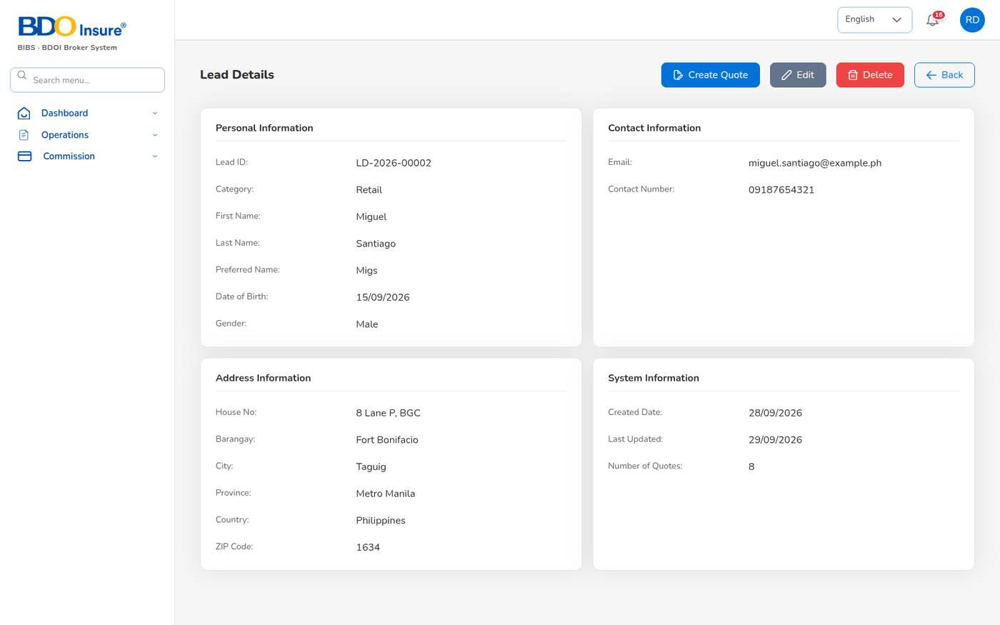 BDO Insure®
BIBS · BDOI Broker System
Search menu...
Dashboard
Operations
Commission
English
16
RD
Lead Details
Create Quote
Edit
Delete
Back
Personal Information
Lead ID: LD-2026-00002
Category: Retail
First Name: Miguel
Last Name: Santiago
Preferred Name: Migs
Date of Birth: 15/09/2026
Gender: Male
Contact Information
Email: miguel.santiago@example.ph
Contact Number: 09187654321
Address Information
House No: 8 Lane P, BGC
Barangay: Fort Bonifacio
City: Taguig
Province: Metro Manila
Country: Philippines
ZIP Code: 1634
System Information
Created Date: 28/09/2026
Last Updated: 29/09/2026
Number of Quotes: 8